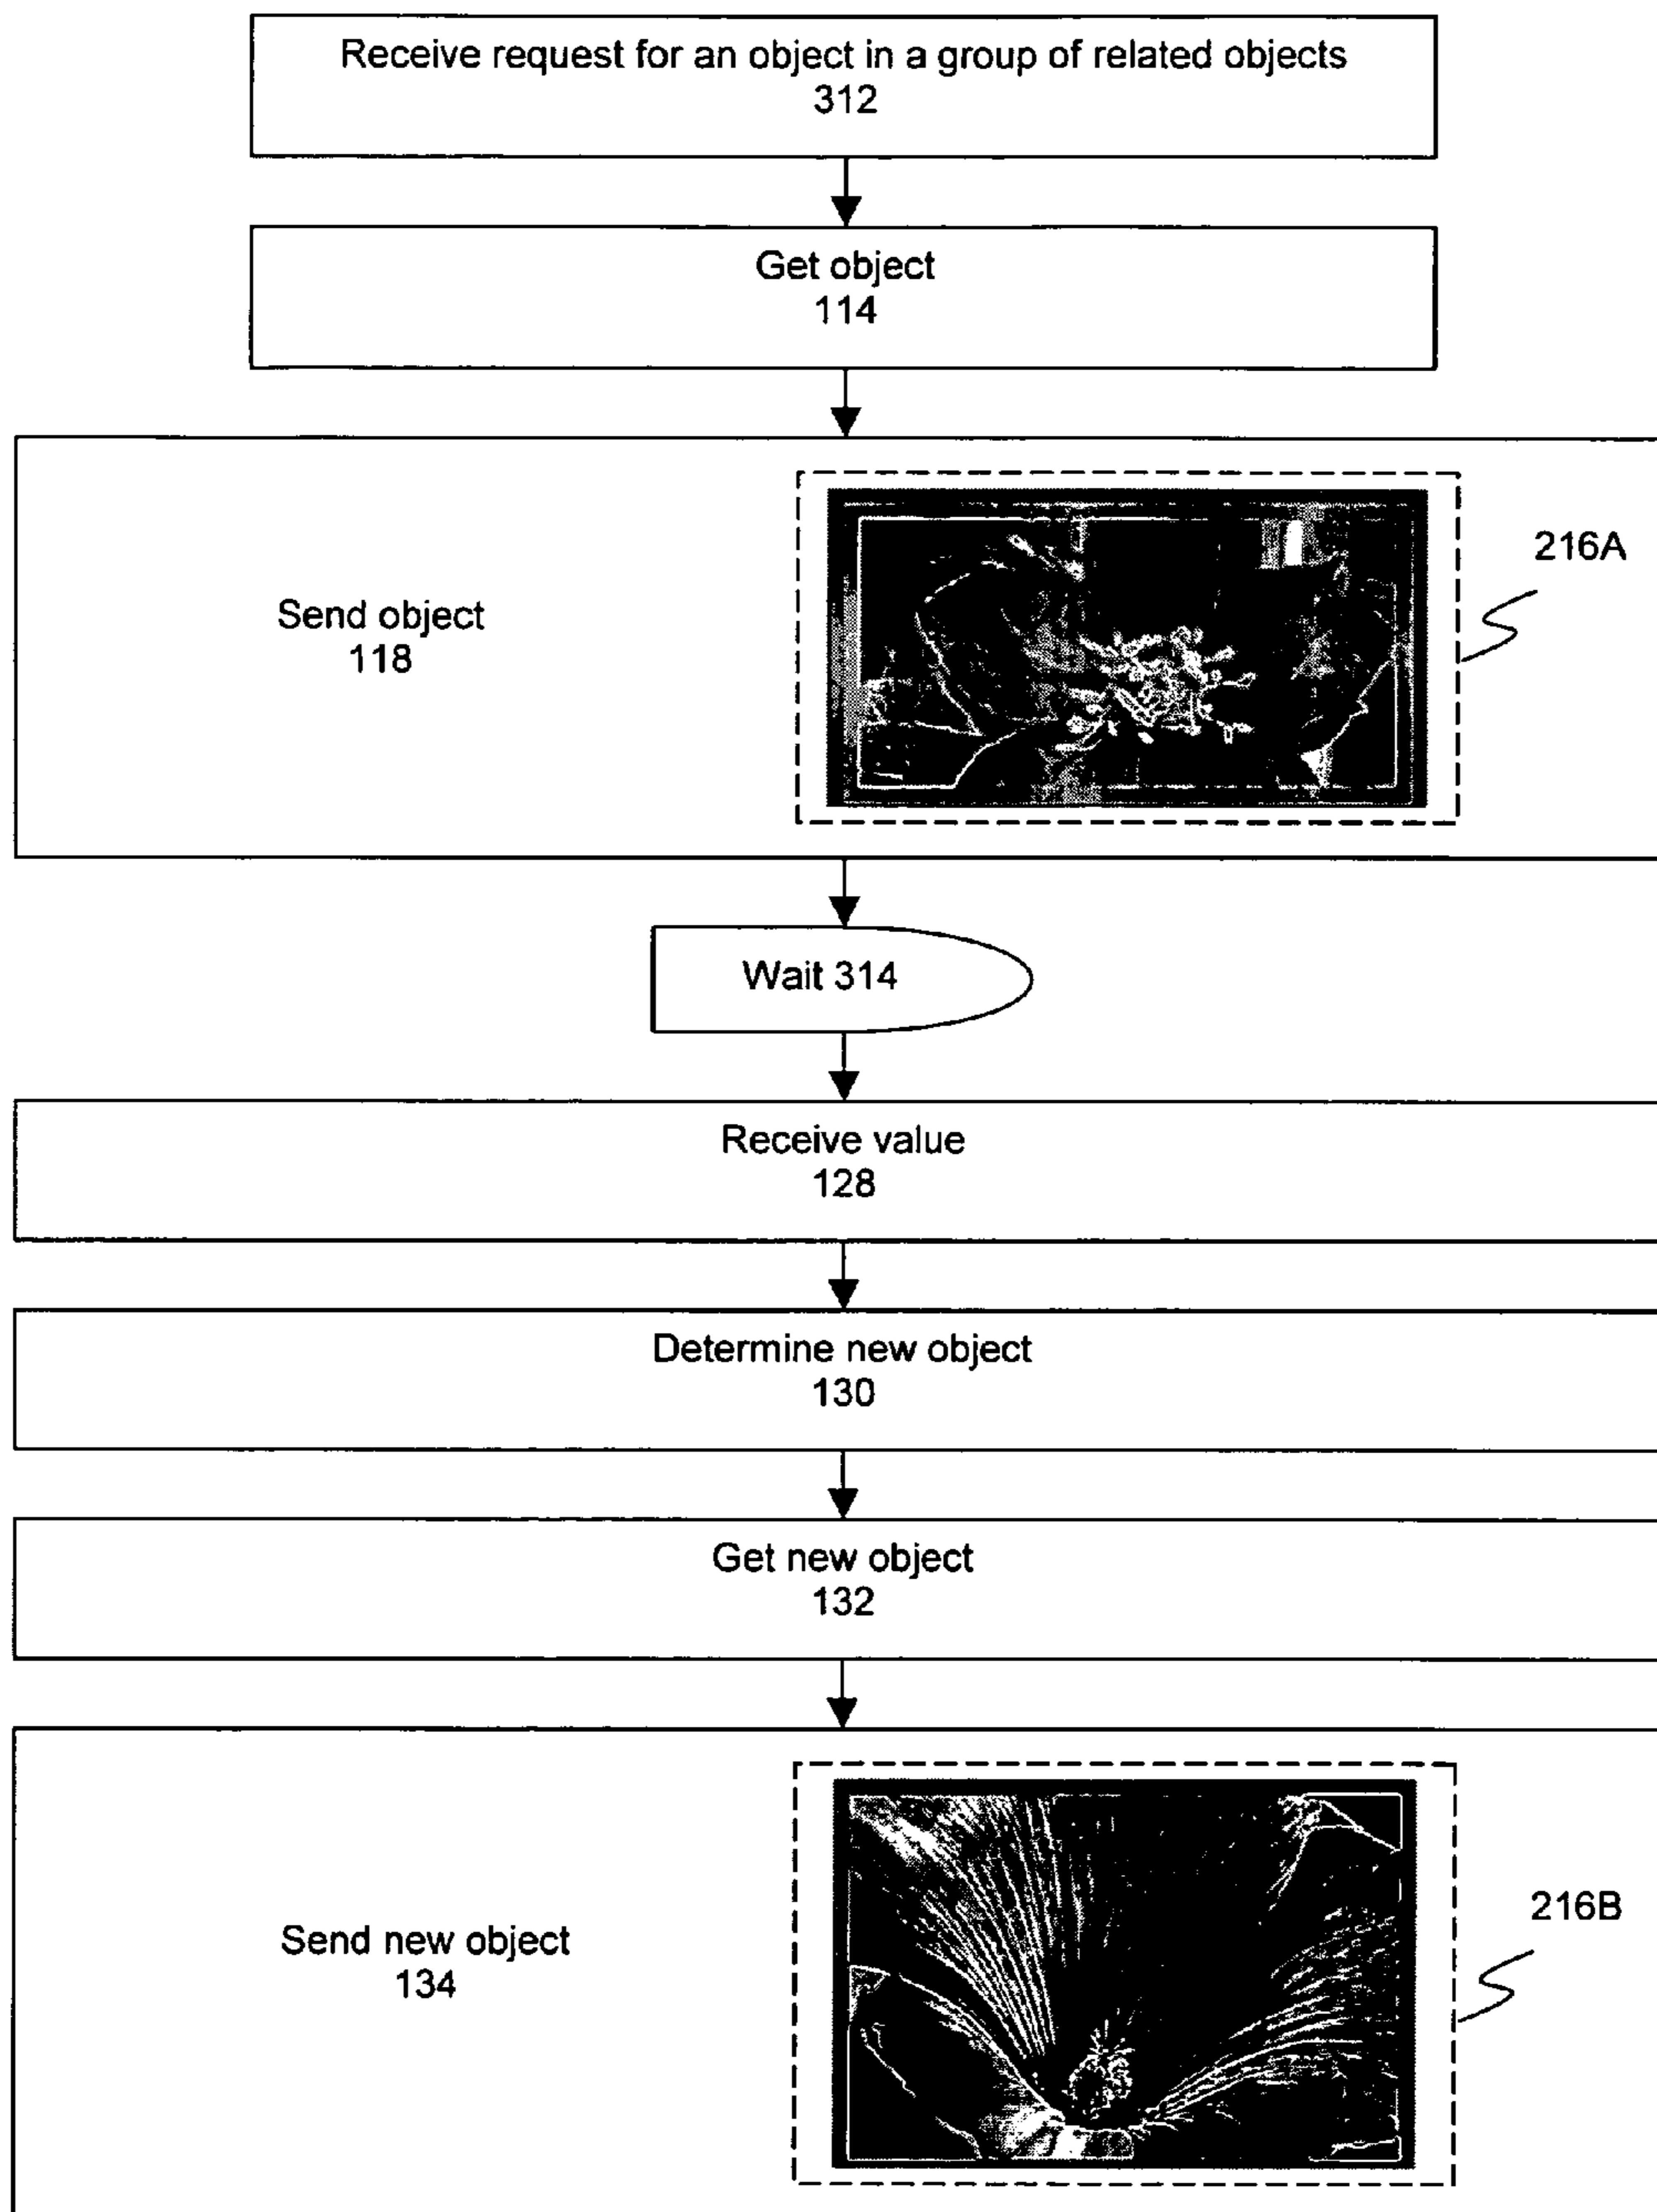 Receive request for an object in a group of related objects
312
Get object
114
Send object
118
216A
Wait 314
Receive value
128
Determine new object
130
Get new object
132
Send new object
134
216B